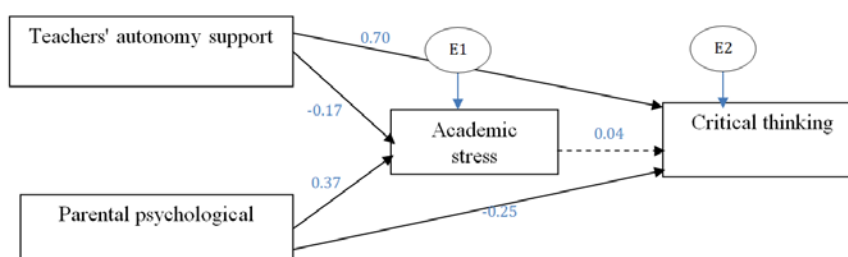 Teachers' autonomy support
0.70
E1
E2
-0.17
Academic
stress
0.04
Critical thinking
0.37
Parental psychological
-0.25